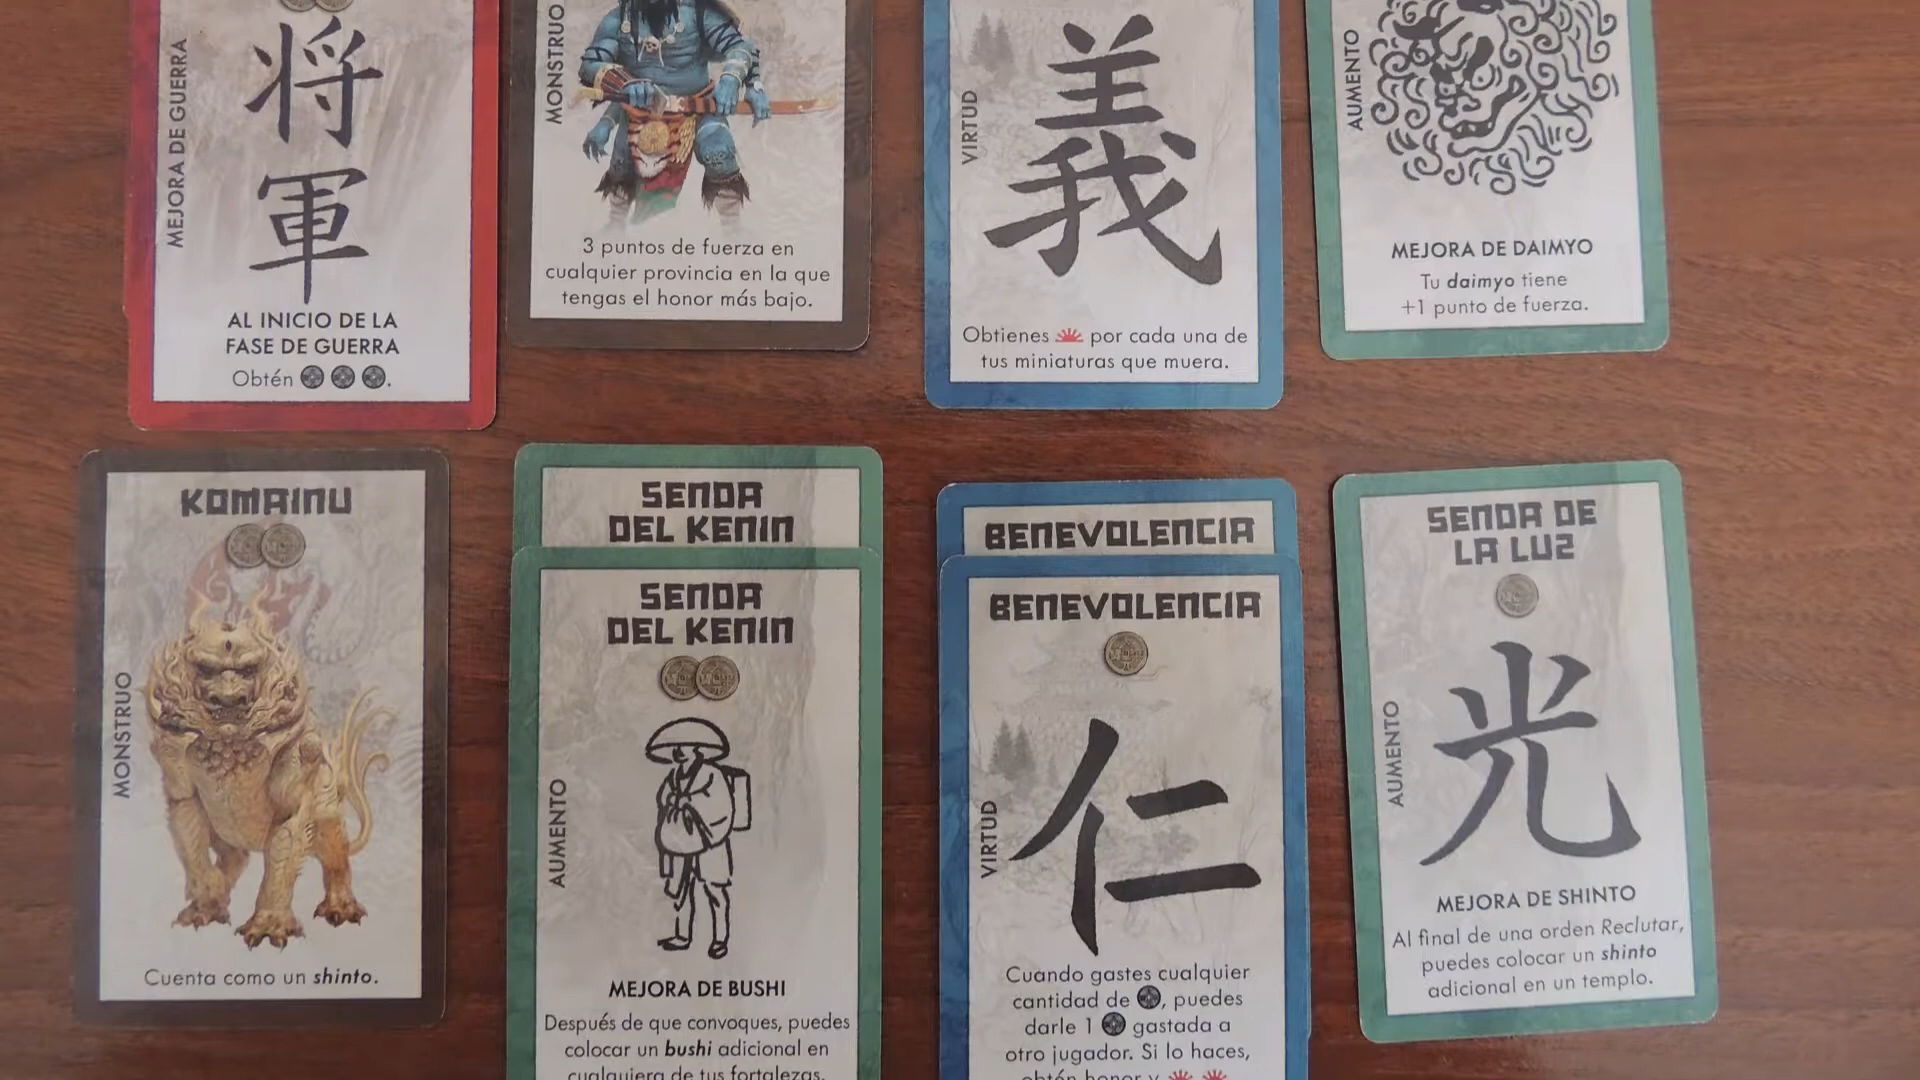 MEJORA DE GUERRA
将
軍
AL INICIO DE LA
FASE DE GUERRA
Obtén
MONSTRUO
3 puntos de fuerza en
cualquier provincia en la que
tengas el honor más bajo.
VIRTUD
義
Obtienes por cada una de
tus miniaturas que muera.
AUMENTO
MEJORA DE DAIMYO
Tu daimyo tiene
+1 punto de fuerza.
KOMAINU
MONSTRUO
Cuenta como un shinto.
SENDA
DEL KENIN
SENDA
DEL KENIN
AUMENTO
MEJORA DE BUSHI
Después de que convoques, puedes
colocar un bushi adicional en
cualquiera de tus fortalezas.
BENEVOLENCIA
BENEVOLENCIA
VIRTUD
仁
Cuando gastes cualquier
cantidad de , puedes
darle 1 gastada a
otro jugador. Si lo haces,
obtén honor y
SENDA DE
LA LUZ
AUMENTO
光
MEJORA DE SHINTO
Al final de una orden Reclutar,
puedes colocar un shinto
adicional en un templo.